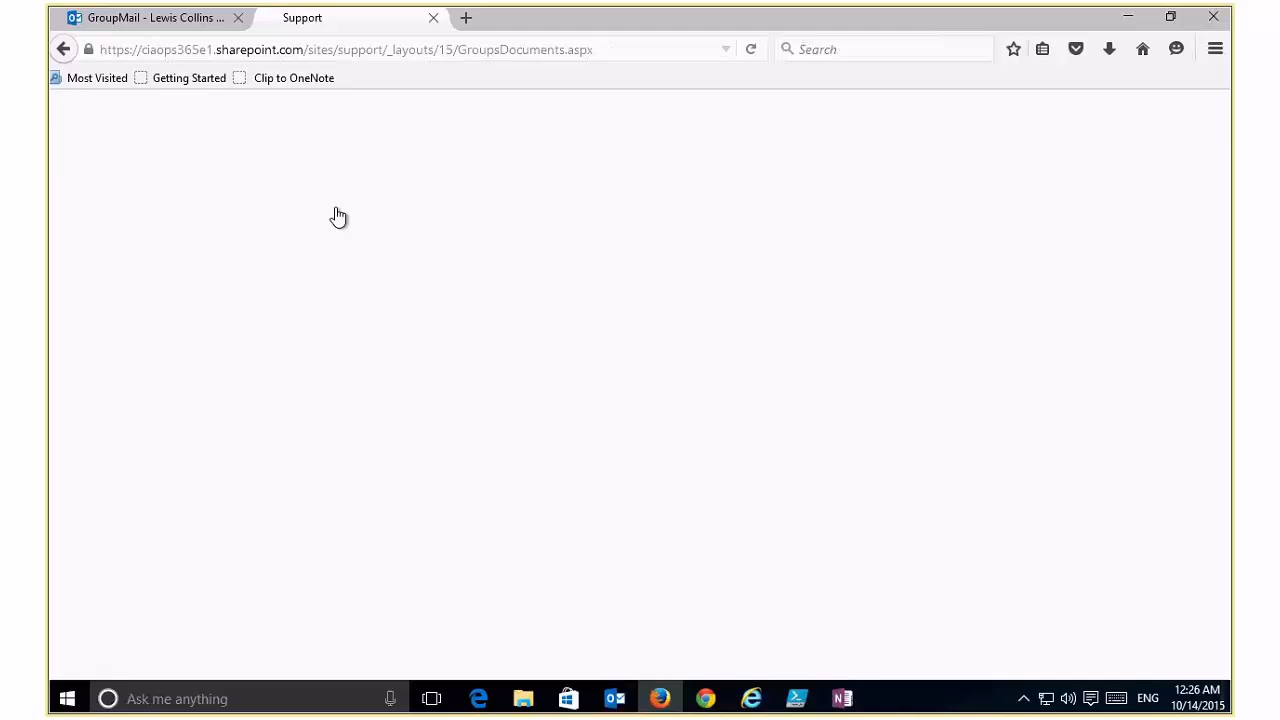 GroupMail - Lewis Collins ...
Support
https://ciaops365e1.sharepoint.com/sites/support/_layouts/15/GroupsDocuments.aspx
Search
Most Visited
Getting Started
Clip to OneNote
Ask me anything
ENG
12:26 AM
10/14/2015